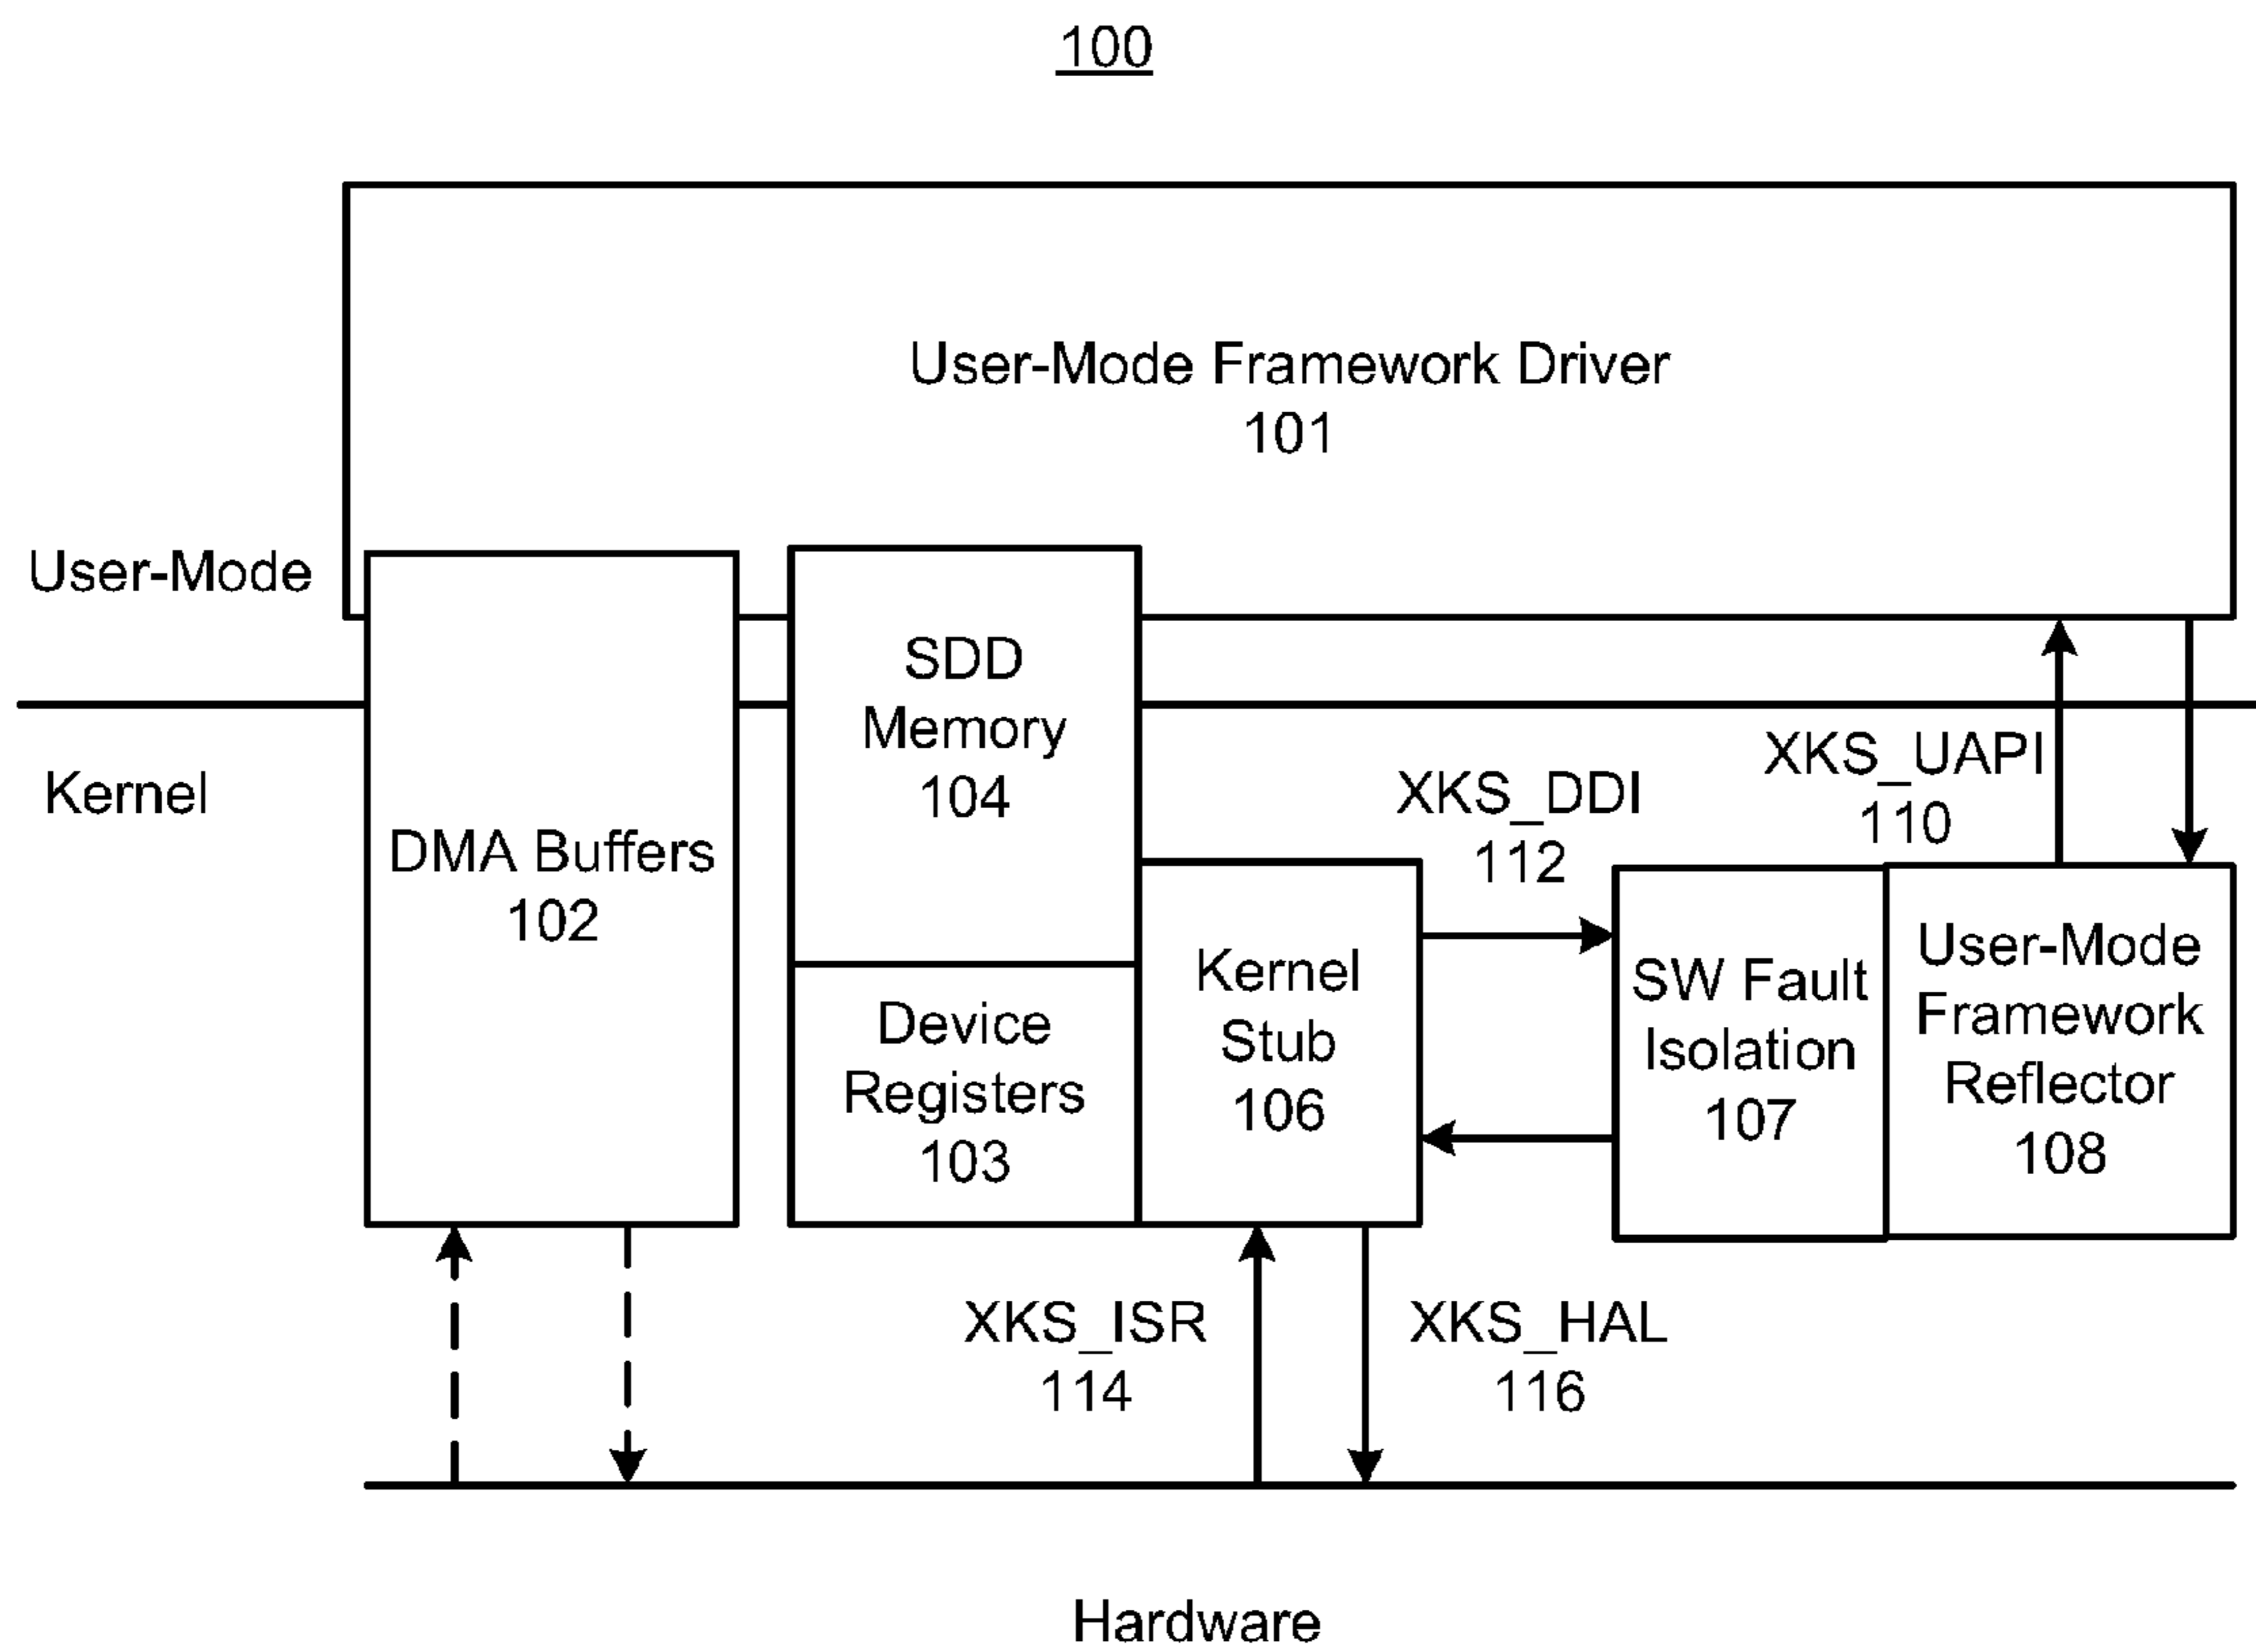 100
User-Mode Framework Driver
101
User-Mode
Kernel
DMA Buffers
102
SDD
Memory
104
Device
Registers
103
Kernel
Stub
106
XKS_DDI
112
XKS_UAPI
110
SW Fault
Isolation
107
User-Mode
Framework
Reflector
108
XKS_ISR
114
XKS_HAL
116
Hardware